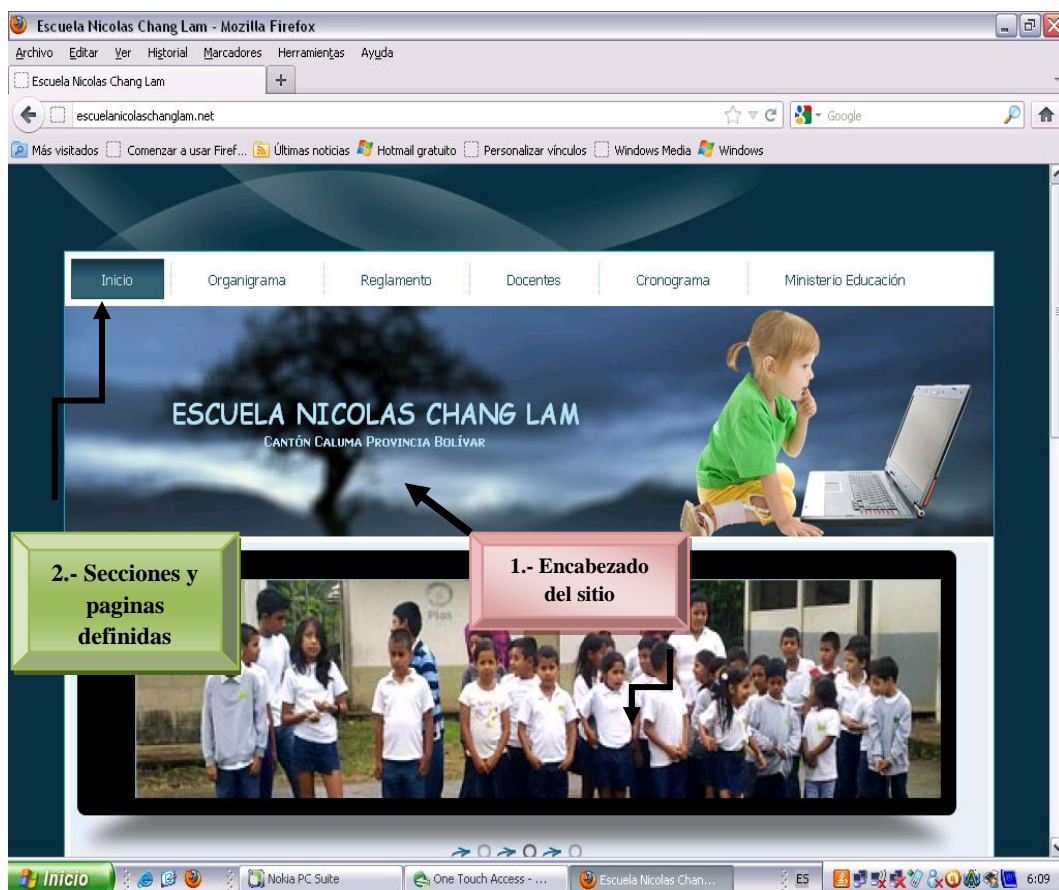 Escuela Nicolas Chang Lam - Mozilla Firefox
Archivo Editar Ver Historial Marcadores Herramientas Ayuda
Escuela Nicolas Chang Lam
escuelanicolaschanglam.net
Google
Más visitados Comenzar a usar Firef... Últimas noticias Hotmail gratuito Personalizar vínculos Windows Media Windows
Inicio Organigrama Reglamento Docentes Cronograma Ministerio Educación
ESCUELA NICOLAS CHANG LAM
CANTÓN CALUMA PROVINCIA BOLÍVAR
2.- Secciones y
paginas
definidas
1.- Encabezado
del sitio
Plan
Inicio Nokia PC Suite One Touch Access - ... Escuela Nicolas Chan... ES 6:09